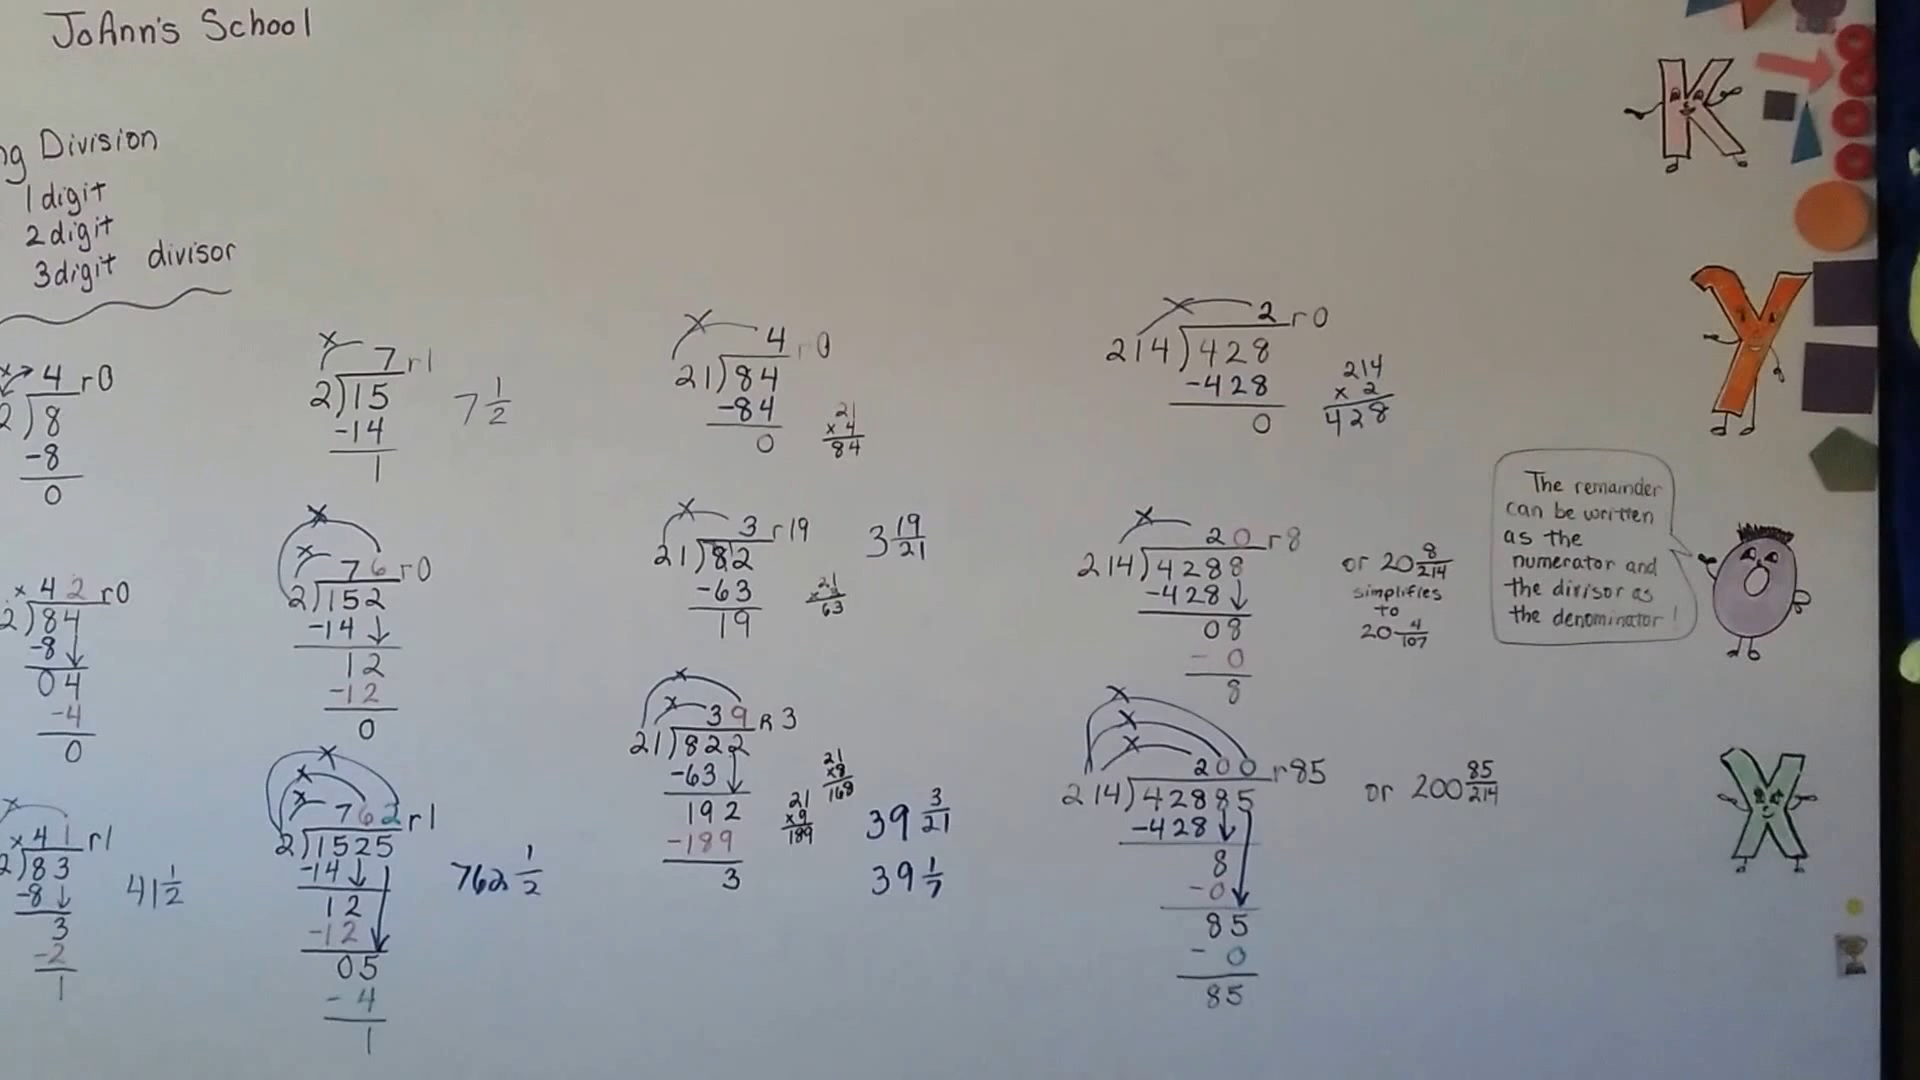 JoAnn's School
ng Division
1 digit
2 digit
3 digit divisor
x 4 r0
2)8
-8
0
x 42 r0
2)84
-8
04
-4
0
x
x 41 r1
2)83
-8
3
-2
1
41 1/2
x 7 r1
2)15
-14
1
7 1/2
x
x 76 r0
2)152
-14
12
-12
0
x
x
x 762 r1
2)1525
-14
12
-12
05
-4
1
762 1/2
x 4 r0
21)84
-84
0
21
x 4
84
x 3 r19
21)82
-63
19
3 19/21
63
x
x 39 R 3
21)822
-63
192
-189
3
21
x8
168
21
x9
189
39 3/21
39 1/7
x 2 r0
214)428
-428
0
214
x 2
428
x 20 r8
214)4288
-428
08
- 0
8
or 20 8/214
simplifies
to
20 4/107
x
x
x 200 r85
214)42885
-428
8
-0
85
- 0
85
or 200 85/214
The remainder
can be written
as the
numerator and
the divisor as
the denominator!
K
Y
X